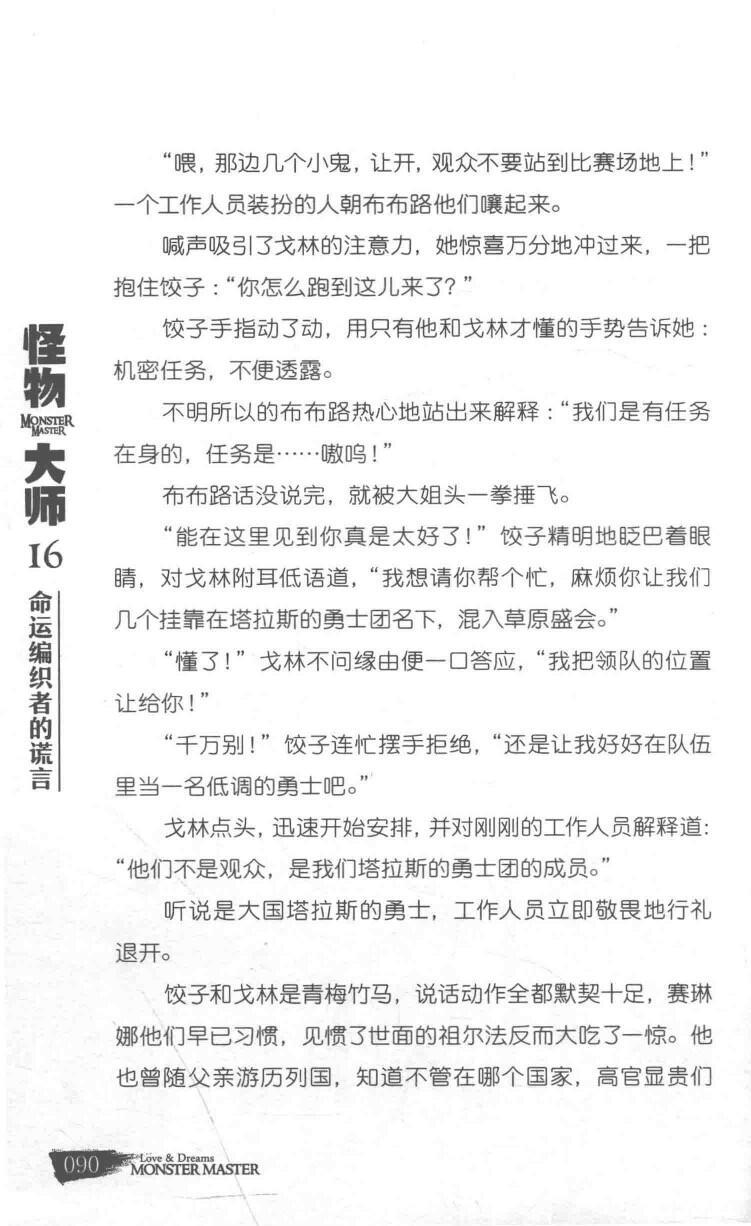 “喂，那边几个小鬼，让开，观众不要站到比赛场地上！”
一个工作人员装扮的人朝布布路他们嚷起来。
喊声吸引了戈林的注意力，她惊喜万分地冲过来，一把
抱住饺子：“你怎么跑到这儿来了？”
饺子手指动了动，用只有他和戈林才懂的手势告诉她：
机密任务，不便透露。
不明所以的布布路热心地站出来解释：“我们是有任务
在身的，任务是……嗷呜！”
布布路话没说完，就被大姐头一拳捶飞。
“能在这里见到你真是太好了！”饺子精明地眨巴着眼
睛，对戈林附耳低语道，“我想请你帮个忙，麻烦你让我们
几个挂靠在塔拉斯的勇士团名下，混入草原盛会。”
“懂了！”戈林不问缘由便一口答应，“我把领队的位置
让给你！”
“千万别！”饺子连忙摆手拒绝，“还是让我好好在队伍
里当一名低调的勇士吧。”
戈林点头，迅速开始安排，并对刚刚的工作人员解释道：
“他们不是观众，是我们塔拉斯的勇士团的成员。”
听说是大国塔拉斯的勇士，工作人员立即敬畏地行礼
退开。
饺子和戈林是青梅竹马，说话动作全都默契十足，赛琳
娜他们早已习惯，见惯了世面的祖尔法反而大吃了一惊。他
也曾随父亲游历列国，知道不管在哪个国家，高官显贵们
怪物
MONSTER
MASTER
大师
16
命运编织者的谎言
090
Love & Dreams
MONSTER MASTER